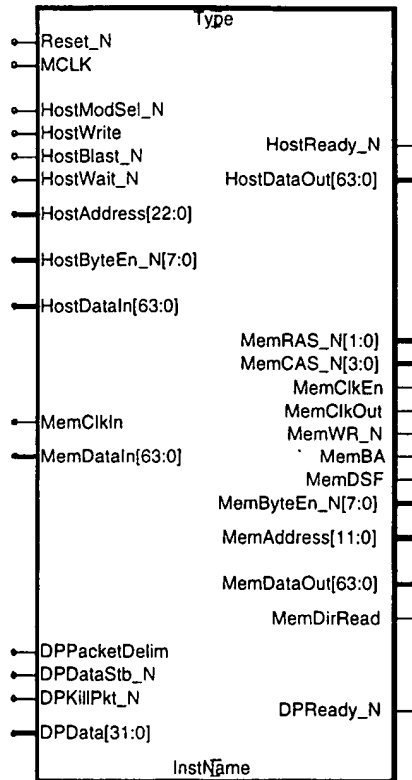 Type
Reset_N
MCLK
HostModSel_N
HostWrite
HostBlast_N
HostWait_N
HostAddress[22:0]
HostByteEn_N[7:0]
HostDataIn[63:0]
MemClkIn
MemDataIn[63:0]
DPPacketDelim
DPDataStb_N
DPKillPkt_N
DPData[31:0]
HostReady_N
HostDataOut[63:0]
MemRAS_N[1:0]
MemCAS_N[3:0]
MemClkEn
MemClkOut
MemWR_N
MemBA
MemDSF
MemByteEn_N[7:0]
MemAddress[11:0]
MemDataOut[63:0]
MemDirRead
DPReady_N
InstName